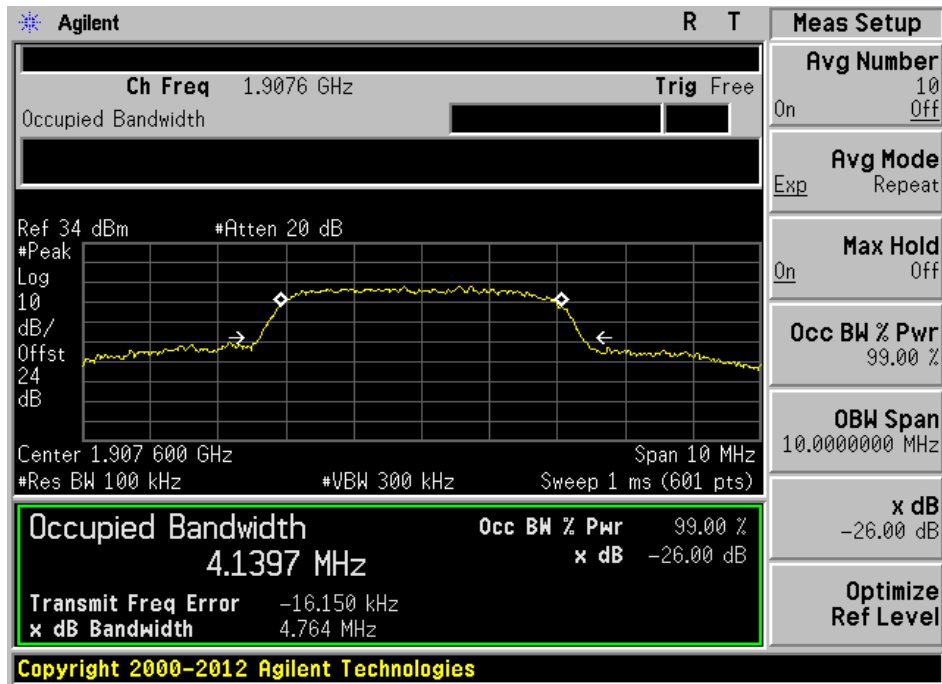 Agilent R T
Ch Freq 1.9076 GHz Trig Free
Occupied Bandwidth
Ref 34 dBm #Atten 20 dB
#Peak
Log
10
dB/
Offst
24
dB
Center 1.907 600 GHz Span 10 MHz
#Res BW 100 kHz #VBW 300 kHz Sweep 1 ms (601 pts)
Occupied Bandwidth
4.1397 MHz
Occ BW % Pwr 99.00 %
x dB -26.00 dB
Transmit Freq Error -16.150 kHz
x dB Bandwidth 4.764 MHz
Copyright 2000-2012 Agilent Technologies
Meas Setup
Avg Number
10
On Off
Avg Mode
Exp Repeat
Max Hold
On Off
Occ BW % Pwr
99.00 %
OBW Span
10.0000000 MHz
x dB
-26.00 dB
Optimize
Ref Level